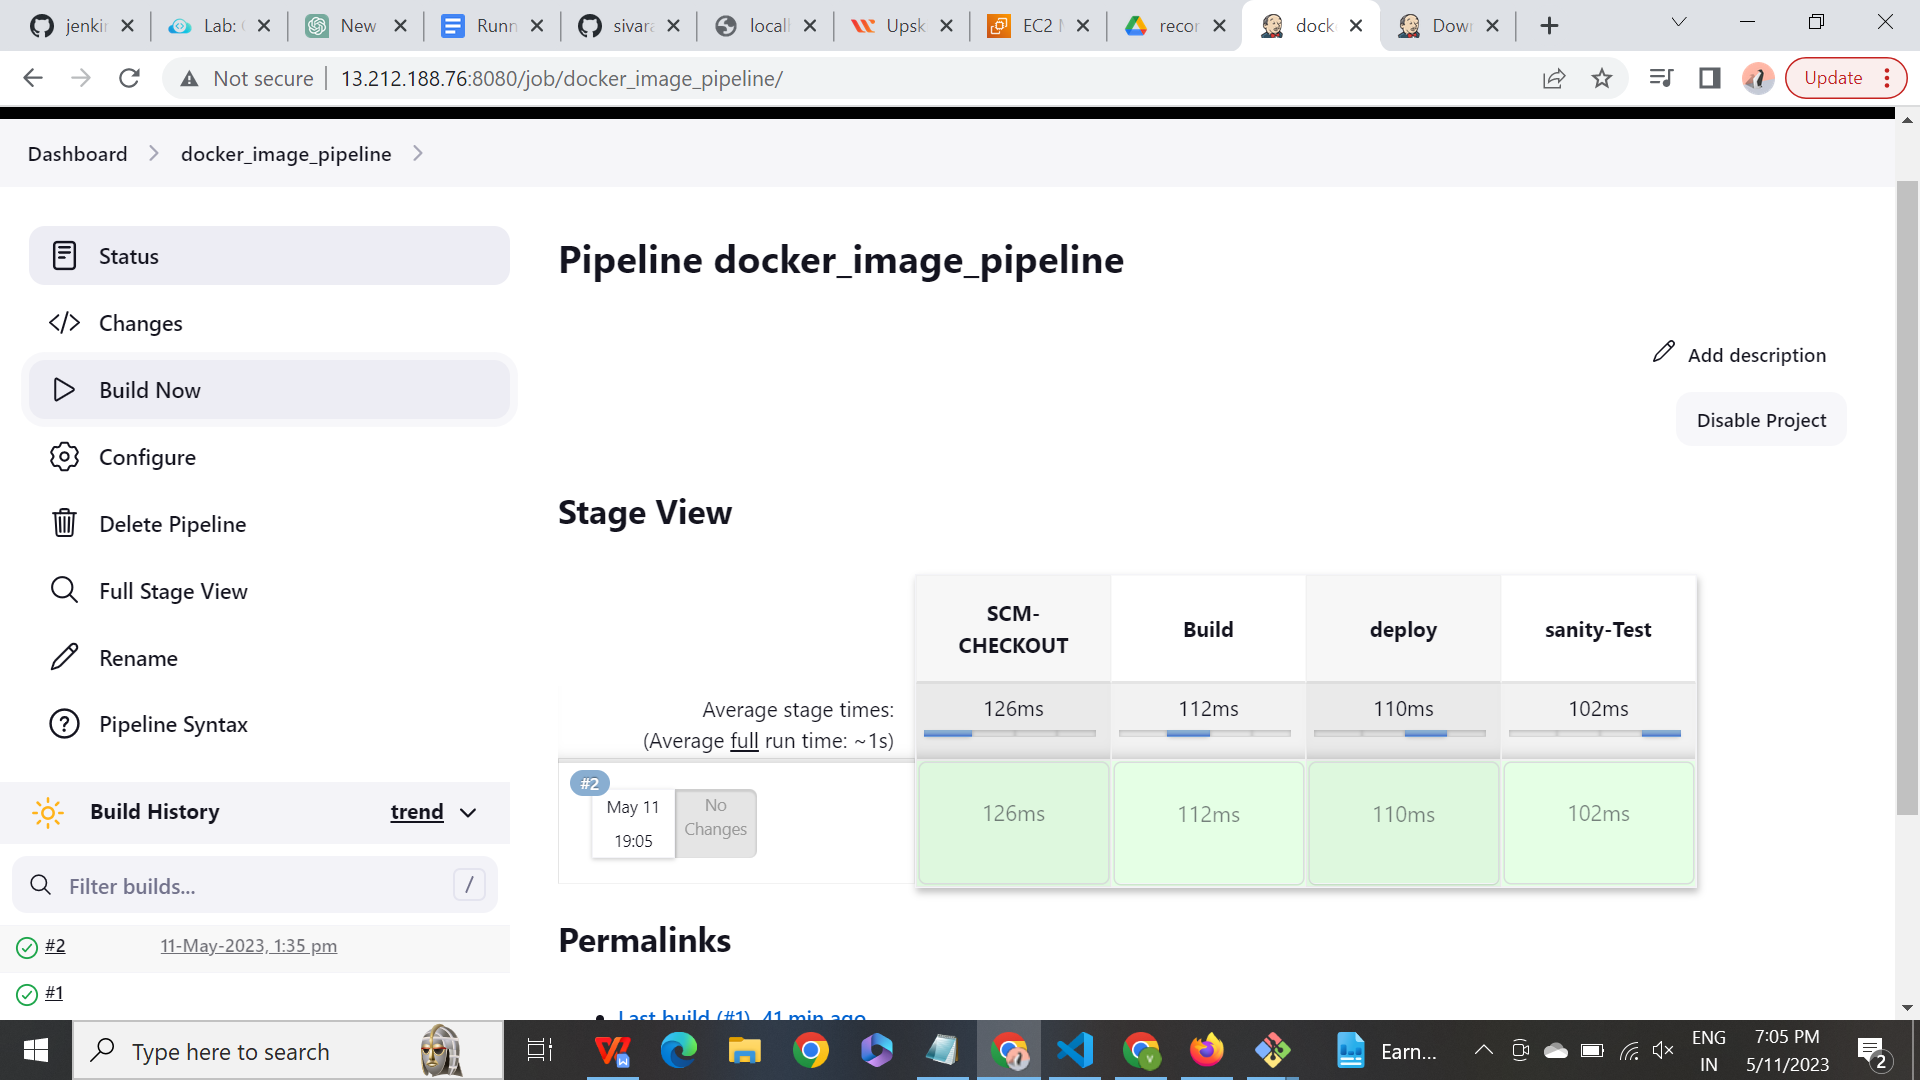 jenkin
Lab:
New
Runn
sivara
locall
Upsk
EC2
recor
docke
Dow
Not secure
13.212.188.76:8080/job/docker_image_pipeline/
Update
Dashboard
docker_image_pipeline
Status
Changes
Build Now
Configure
Delete Pipeline
Full Stage View
Rename
Pipeline Syntax
Build History
trend
Filter builds...
/
#2
11-May-2023, 1:35 pm
#1
Pipeline docker_image_pipeline
Add description
Disable Project
Stage View
SCM-
CHECKOUT
Build
deploy
sanity-Test
Average stage times:
(Average full run time: ~1s)
126ms
112ms
110ms
102ms
#2
May 11
19:05
No
Changes
126ms
112ms
110ms
102ms
Permalinks
Last build (#1), 41 min ago
Type here to search
Earn...
ENG
IN
7:05 PM
5/11/2023
2